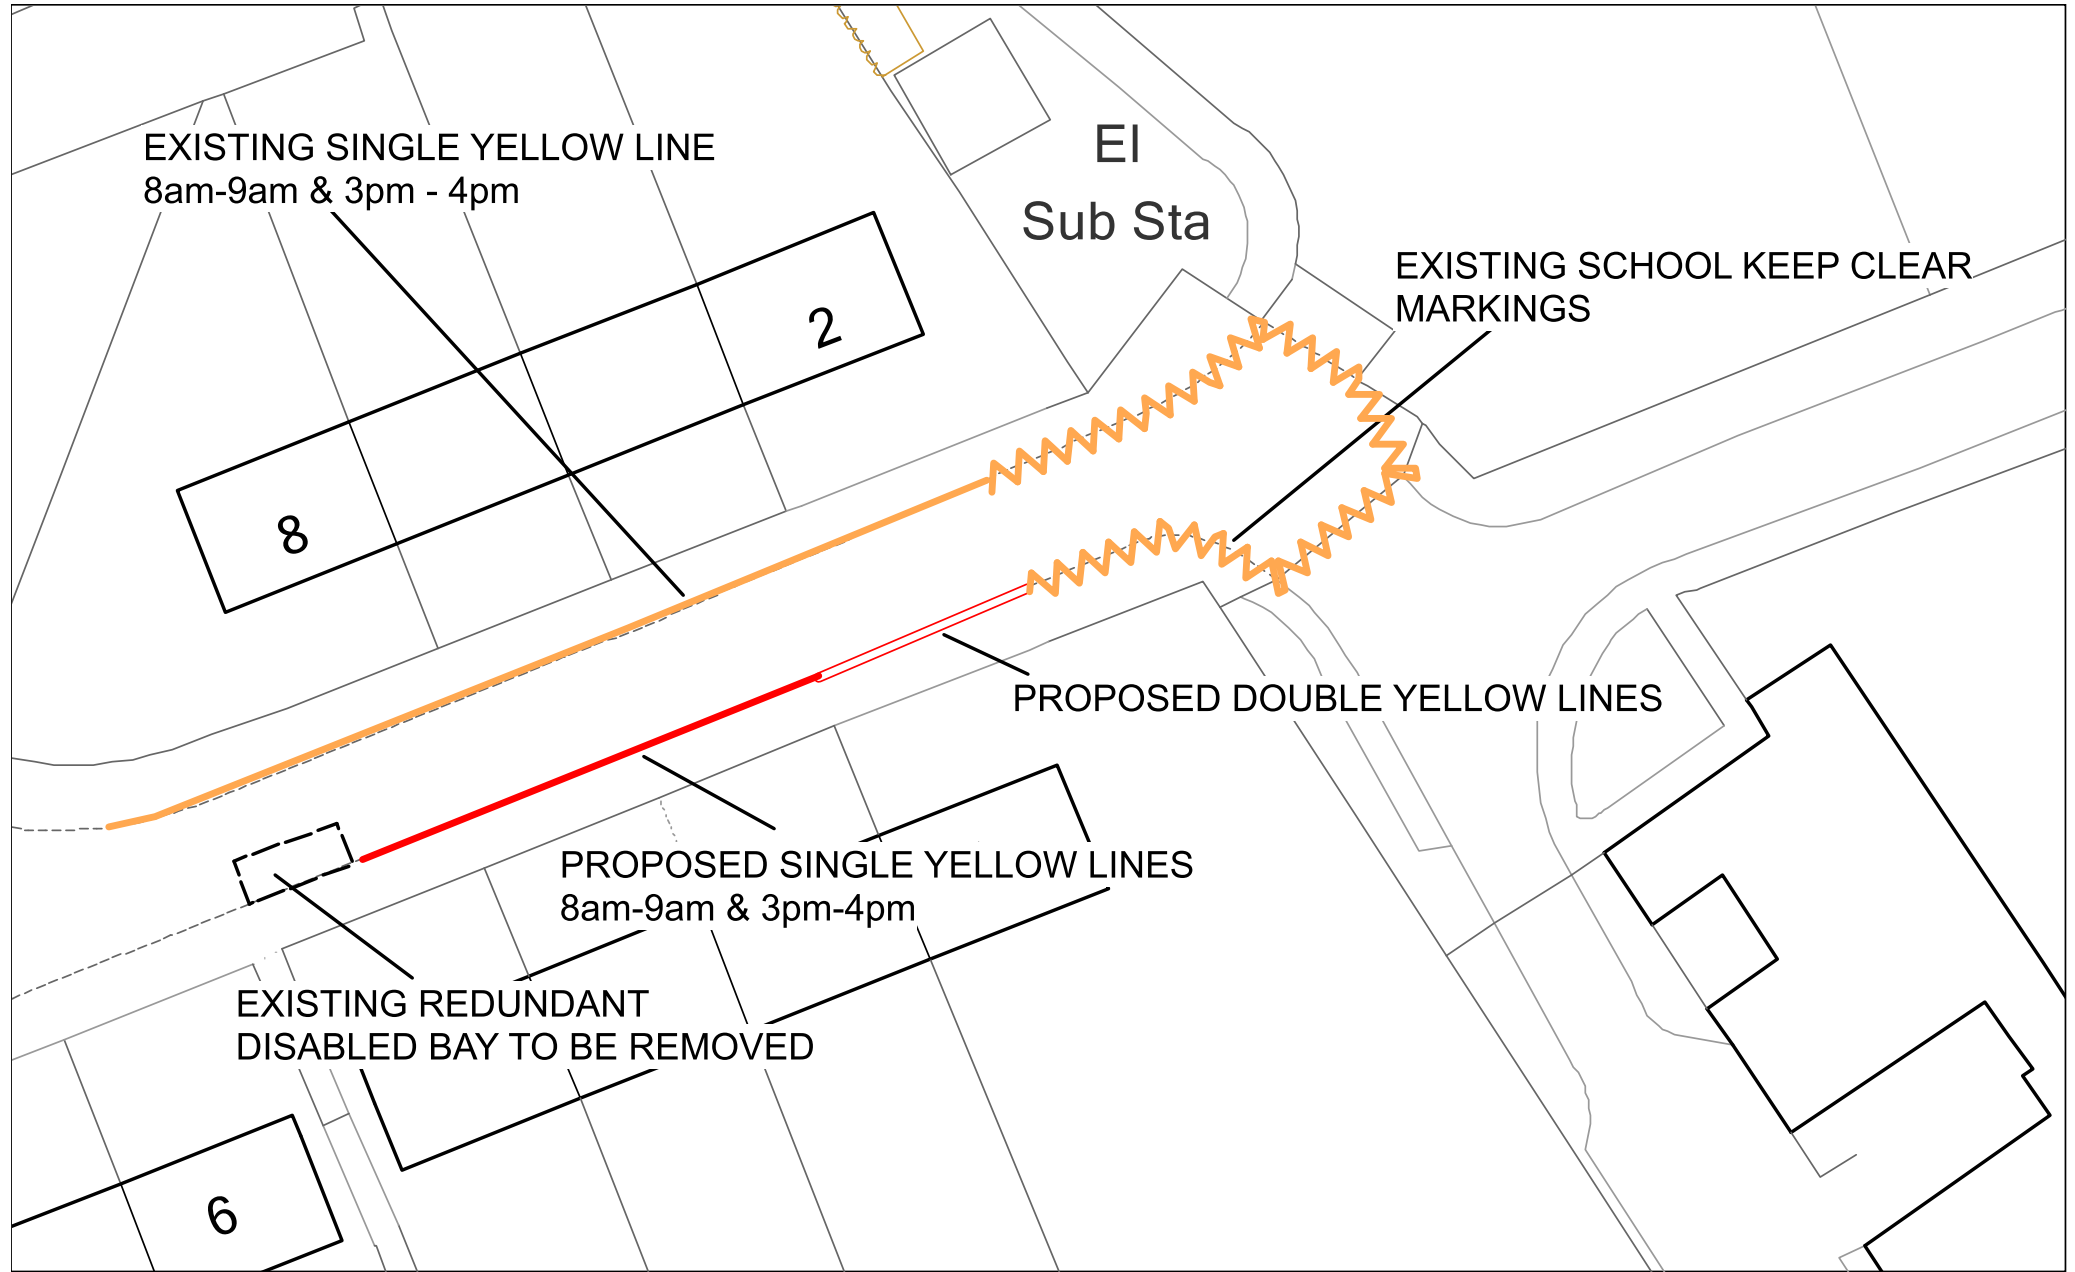 EXISTING SINGLE YELLOW LINE
8am-9am & 3pm - 4pm
El
Sub Sta
EXISTING SCHOOL KEEP CLEAR
MARKINGS
2
8
PROPOSED DOUBLE YELLOW LINES
PROPOSED SINGLE YELLOW LINES
8am-9am & 3pm-4pm
EXISTING REDUNDANT
DISABLED BAY TO BE REMOVED
6